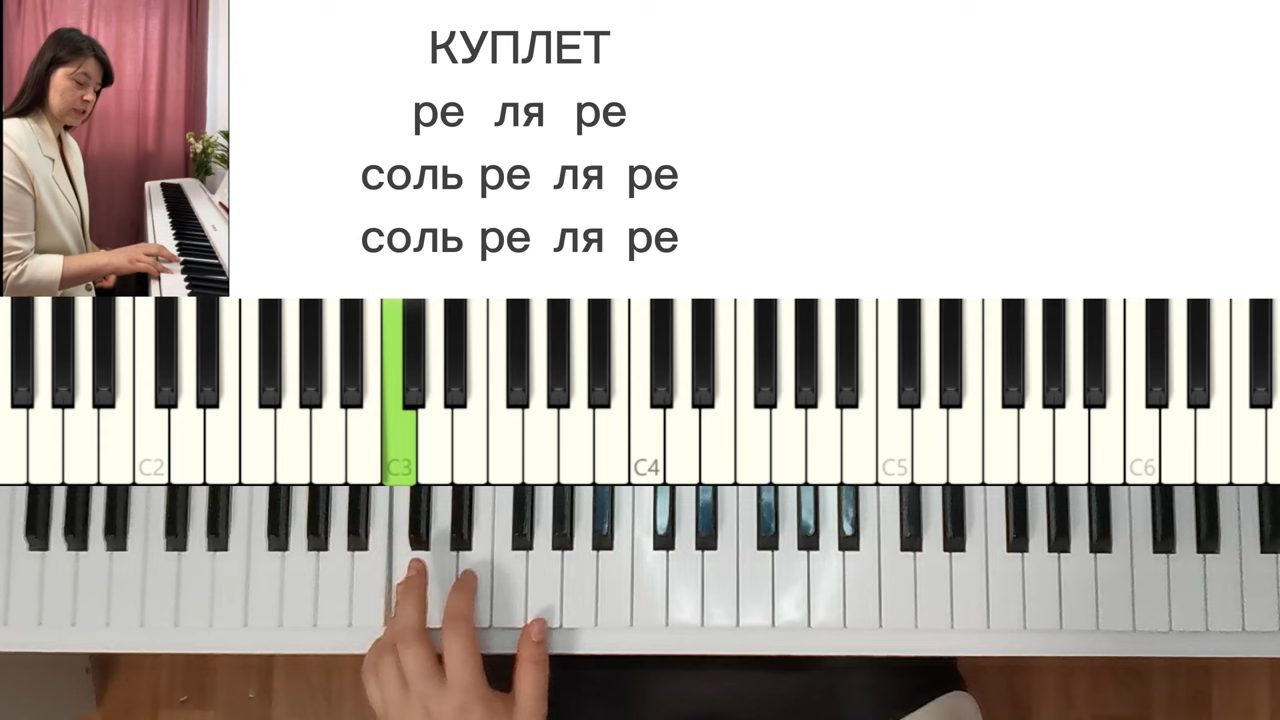 КУПЛЕТ
ре ля ре
соль ре ля ре
соль ре ля ре
C2 C3 C4 C5 C6